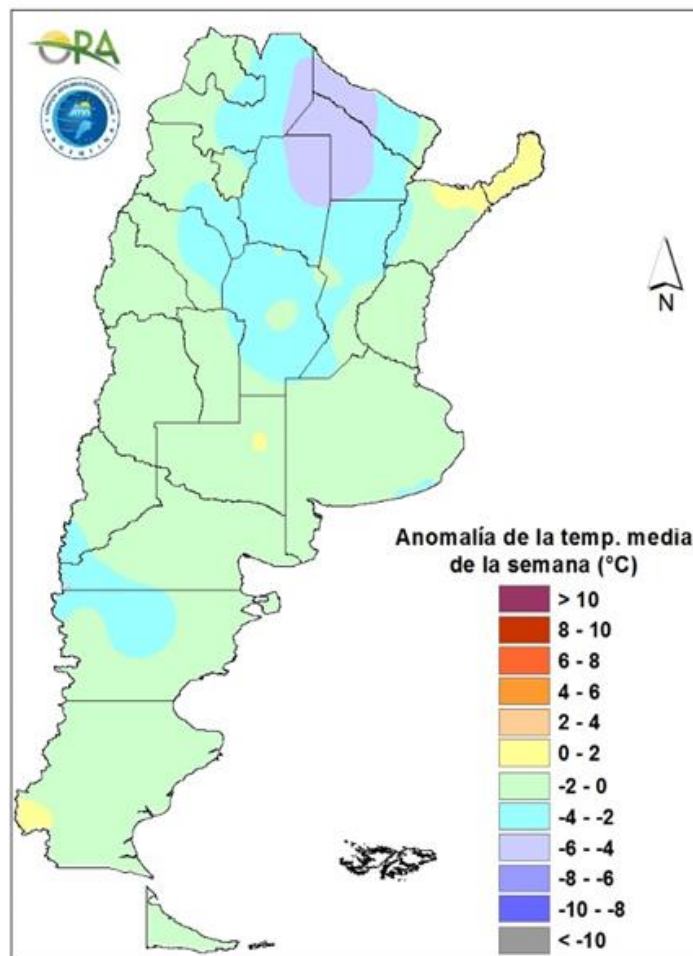 ORA
Anomalía de la temp. media
de la semana (°C)
> 10
8 - 10
6 - 8
4 - 6
2 - 4
0 - 2
-2 - 0
-4 - -2
-6 - -4
-8 - -6
-10 - -8
< -10
N